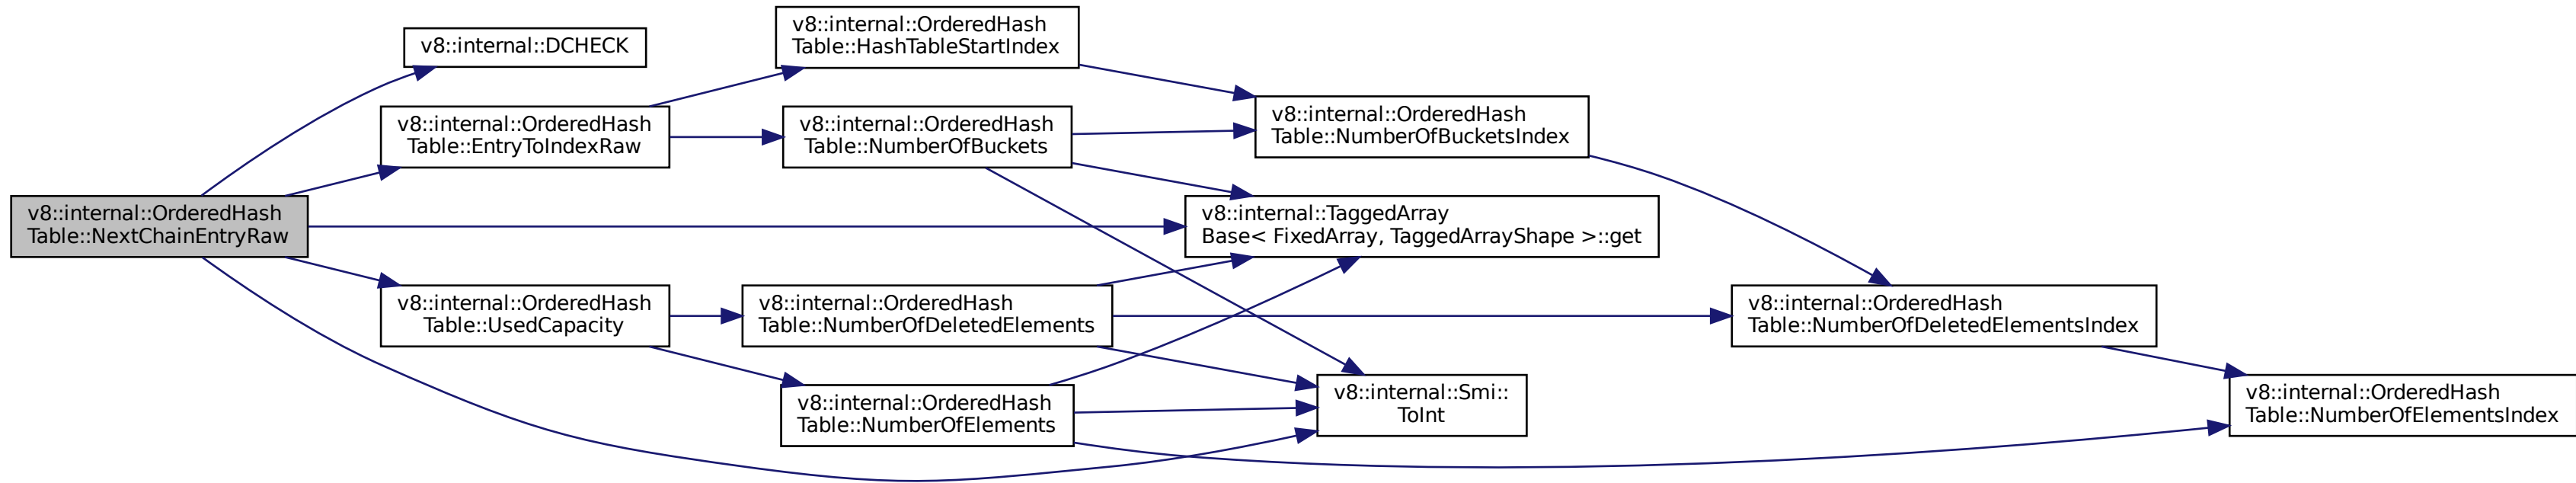 v8::internal::OrderedHash
Table::NextChainEntryRaw
v8::internal::DCHECK
v8::internal::OrderedHash
Table::EntryToIndexRaw
v8::internal::OrderedHash
Table::UsedCapacity
v8::internal::OrderedHash
Table::HashTableStartIndex
v8::internal::OrderedHash
Table::NumberOfBuckets
v8::internal::OrderedHash
Table::NumberOfDeletedElements
v8::internal::OrderedHash
Table::NumberOfElements
v8::internal::OrderedHash
Table::NumberOfBucketsIndex
v8::internal::TaggedArray
Base< FixedArray, TaggedArrayShape >::get
v8::internal::Smi::
ToInt
v8::internal::OrderedHash
Table::NumberOfDeletedElementsIndex
v8::internal::OrderedHash
Table::NumberOfElementsIndex